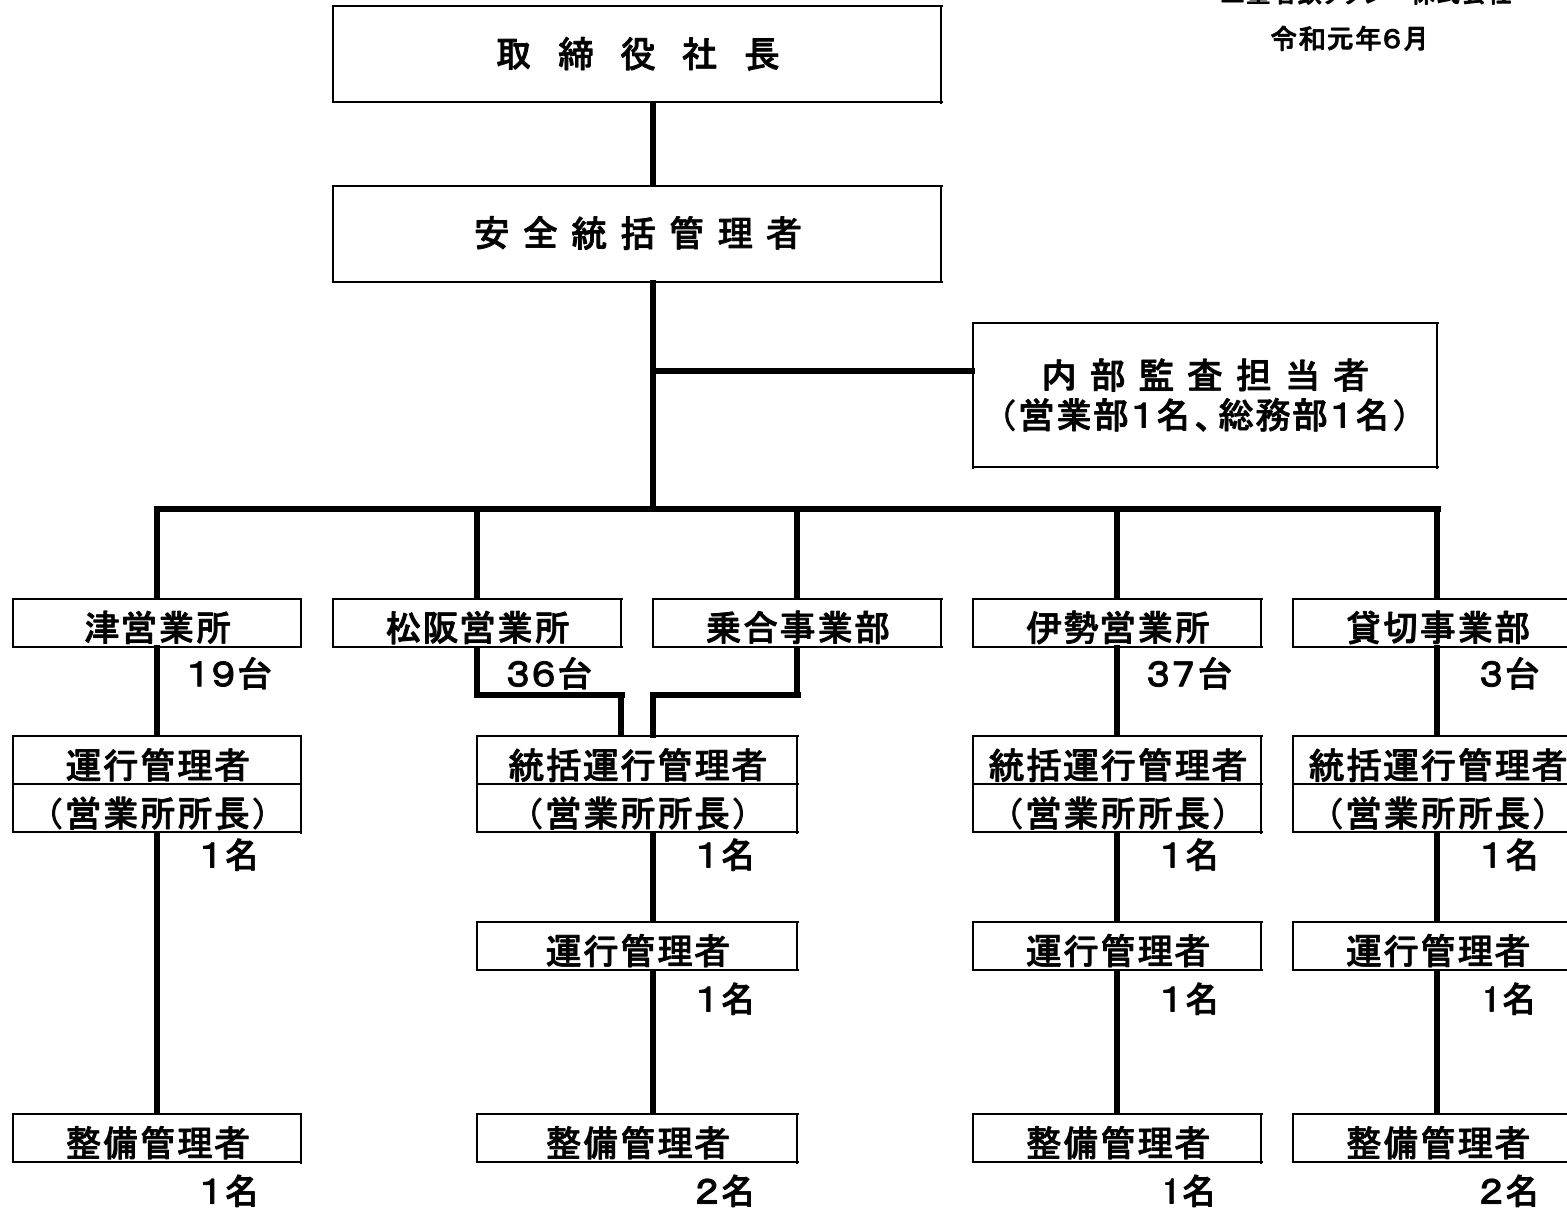 令和元年６月
取締役社長
安全統括管理者
内部監査担当者
（営業部１名、総務部１名）
津営業所
松阪営業所
乗合事業部
伊勢営業所
貸切事業部
１９台
３６台
３７台
３台
運行管理者
統括運行管理者
統括運行管理者
統括運行管理者
（営業所所長）
（営業所所長）
（営業所所長）
（営業所所長）
１名
１名
１名
１名
運行管理者
運行管理者
運行管理者
１名
１名
１名
整備管理者
整備管理者
整備管理者
整備管理者
１名
２名
１名
２名